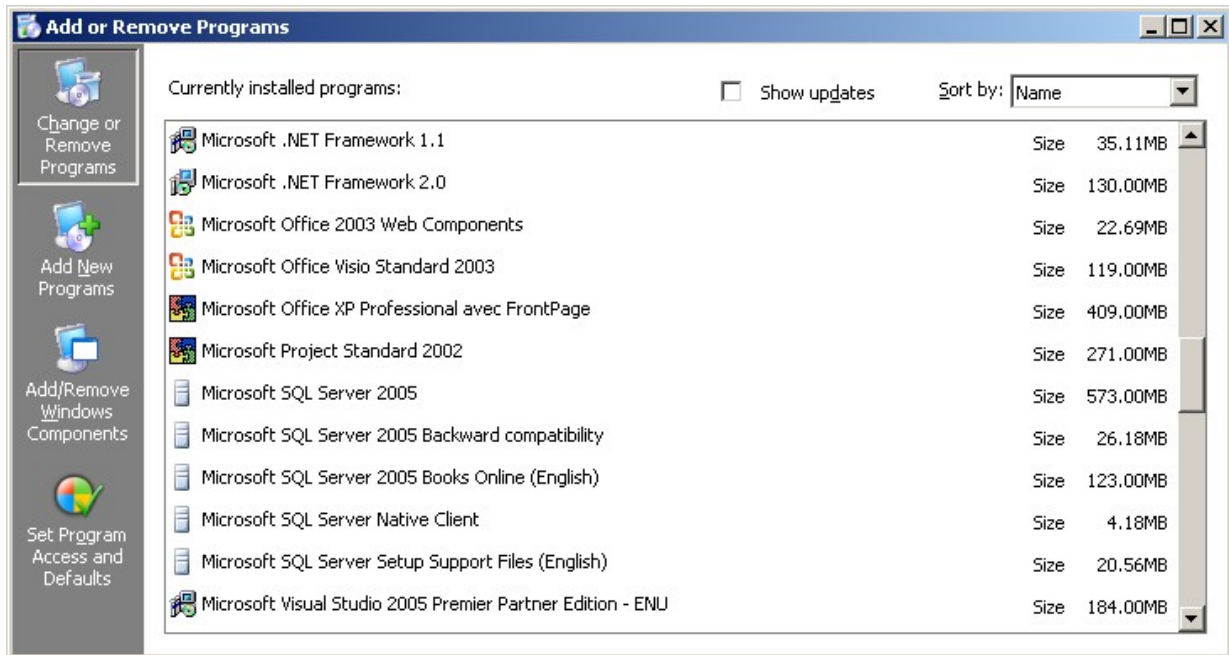 Add or Remove Programs
Change or
Remove
Programs
Add New
Programs
Add/Remove
Windows
Components
Set Program
Access and
Defaults
Currently installed programs:
Show updates
Sort by: Name
Microsoft .NET Framework 1.1 Size 35.11MB
Microsoft .NET Framework 2.0 Size 130.00MB
Microsoft Office 2003 Web Components Size 22.69MB
Microsoft Office Visio Standard 2003 Size 119.00MB
Microsoft Office XP Professional avec FrontPage Size 409.00MB
Microsoft Project Standard 2002 Size 271.00MB
Microsoft SQL Server 2005 Size 573.00MB
Microsoft SQL Server 2005 Backward compatibility Size 26.18MB
Microsoft SQL Server 2005 Books Online (English) Size 123.00MB
Microsoft SQL Server Native Client Size 4.18MB
Microsoft SQL Server Setup Support Files (English) Size 20.56MB
Microsoft Visual Studio 2005 Premier Partner Edition - ENU Size 184.00MB